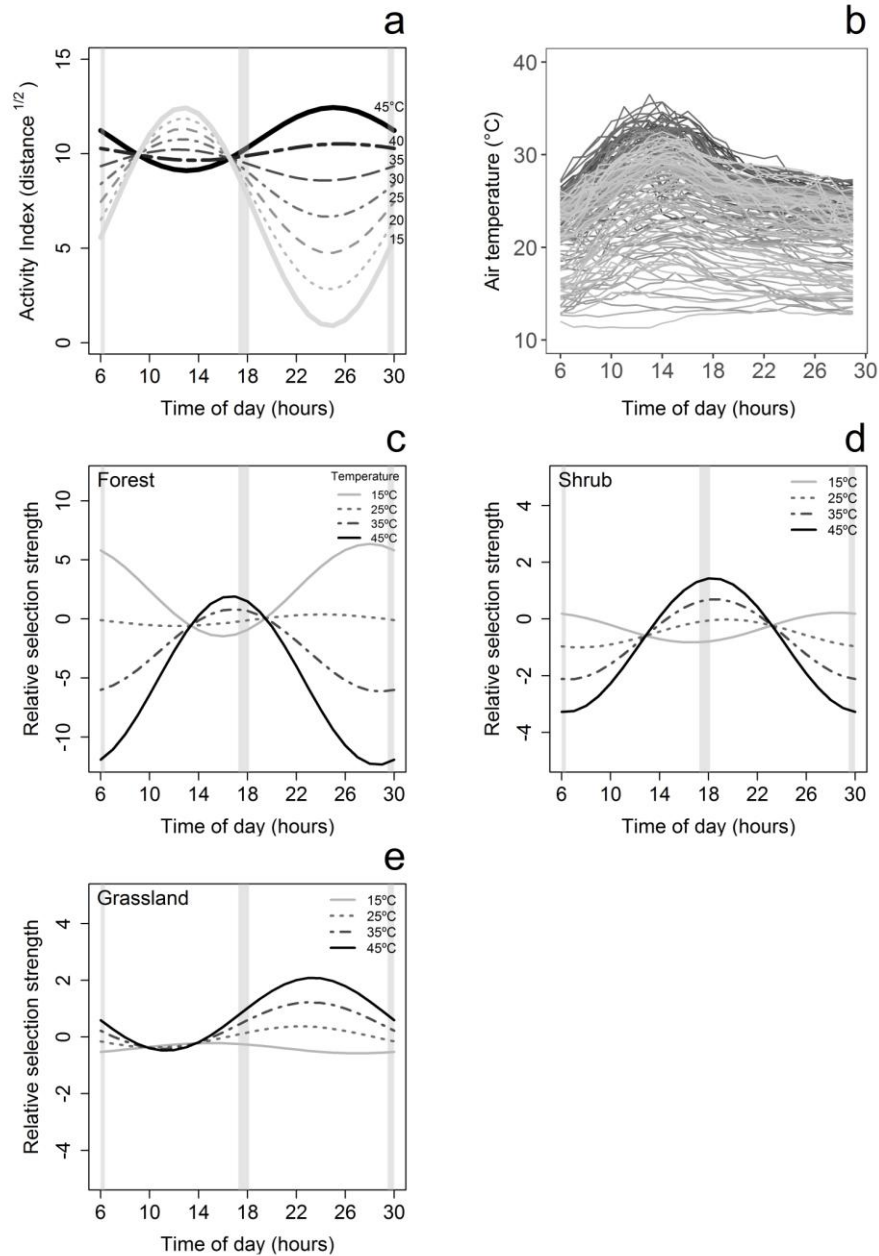 a
Activity Index (distance 1/2)
15
10
5
0
45°C
40
35
30
25
20
15
6 10 14 18 22 26 30
Time of day (hours)
b
Air temperature (°C)
40
30
20
10
6 10 14 18 22 26 30
Time of day (hours)
c
Forest
Temperature
15ºC
25ºC
35ºC
45ºC
Relative selection strength
10
5
0
-5
-10
6 10 14 18 22 26 30
Time of day (hours)
d
Shrub
15ºC
25ºC
35ºC
45ºC
Relative selection strength
4
2
0
-2
-4
6 10 14 18 22 26 30
Time of day (hours)
e
Grassland
15ºC
25ºC
35ºC
45ºC
Relative selection strength
4
2
0
-2
-4
6 10 14 18 22 26 30
Time of day (hours)